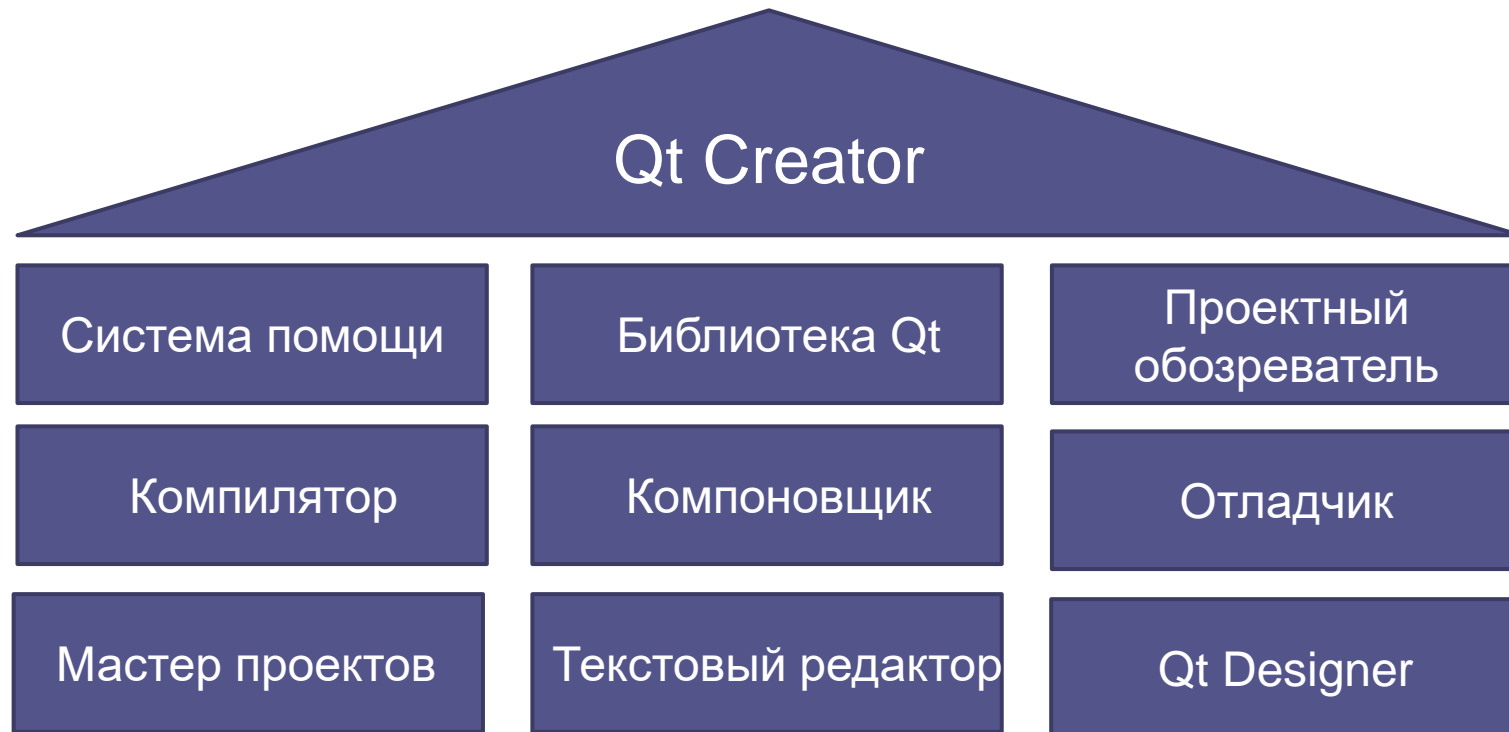 Qt Creator
Система помощи
Библиотека Qt
Проектный
обозреватель
Компилятор
Компоновщик
Отладчик
Мастер проектов
Текстовый редактор
Qt Designer